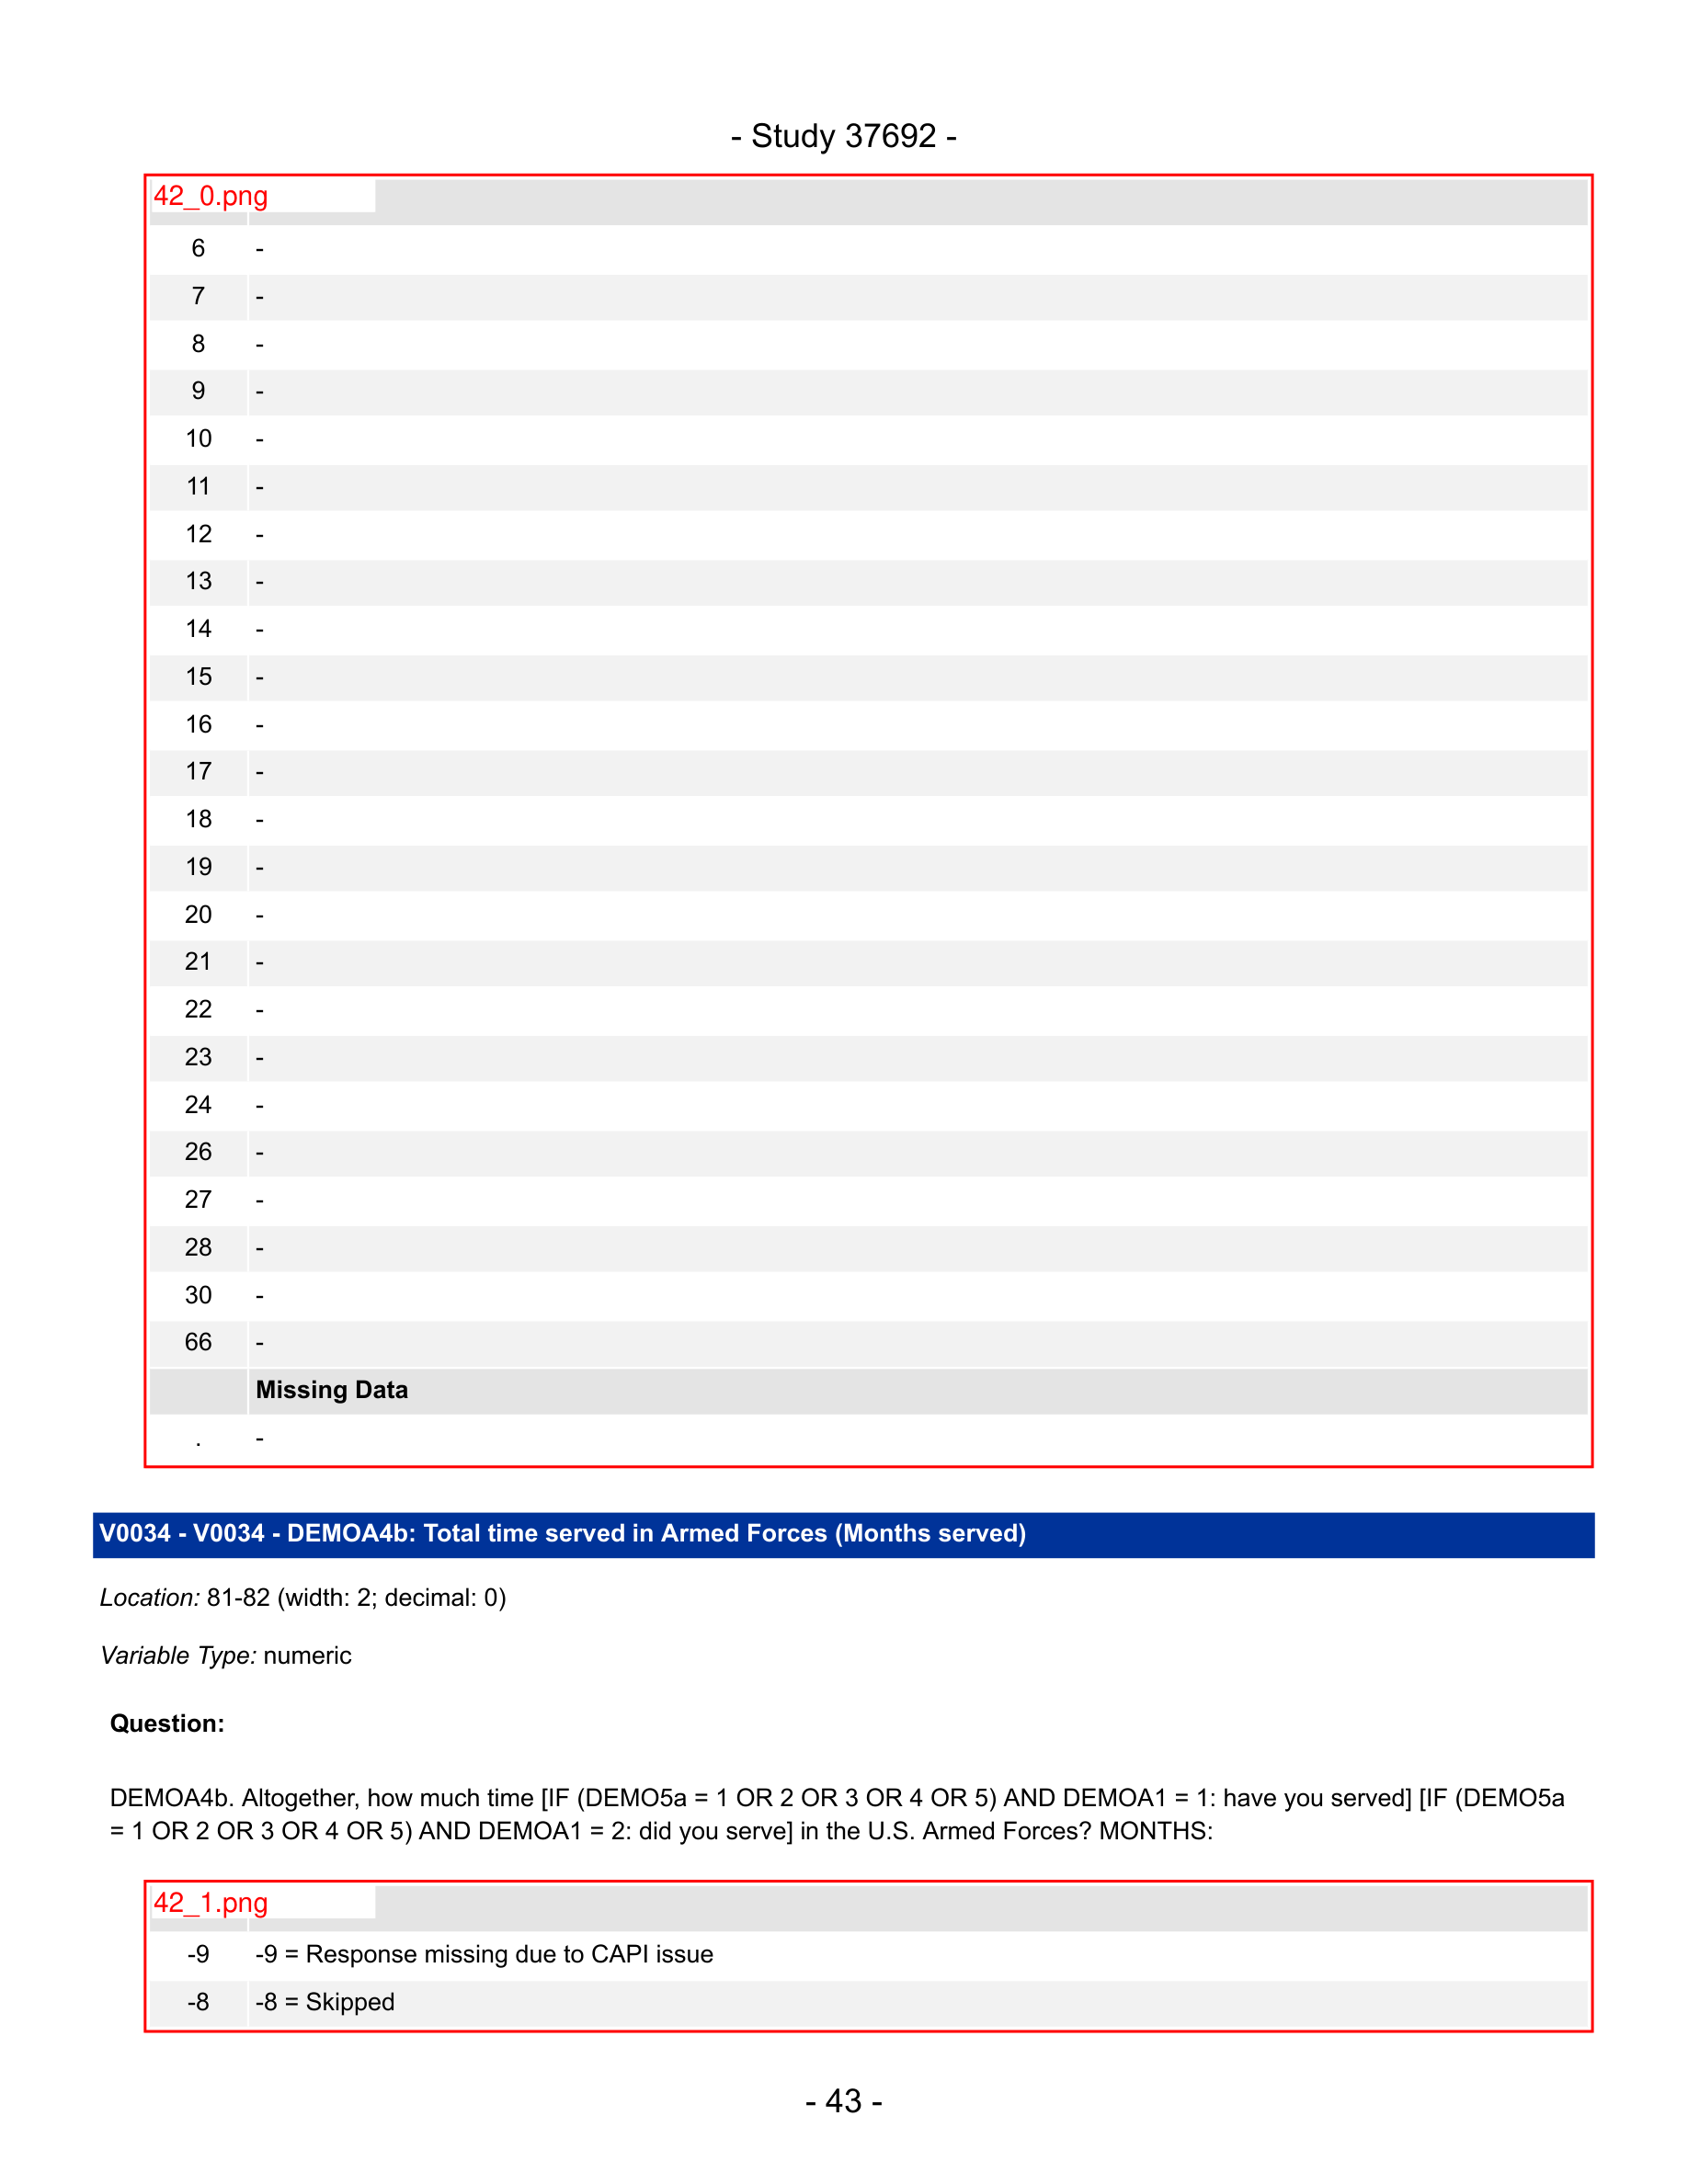 - Study 37692 -
42_0.png
6 -
7 -
8 -
9 -
10 -
11 -
12 -
13 -
14 -
15 -
16 -
17 -
18 -
19 -
20 -
21 -
22 -
23 -
24 -
26 -
27 -
28 -
30 -
66 -
Missing Data
. -
V0034 - V0034 - DEMOA4b: Total time served in Armed Forces (Months served)
Location: 81-82 (width: 2; decimal: 0)
Variable Type: numeric
Question:
DEMOA4b. Altogether, how much time [IF (DEMO5a = 1 OR 2 OR 3 OR 4 OR 5) AND DEMOA1 = 1: have you served] [IF (DEMO5a
= 1 OR 2 OR 3 OR 4 OR 5) AND DEMOA1 = 2: did you serve] in the U.S. Armed Forces? MONTHS:
42_1.png
-9 -9 = Response missing due to CAPI issue
-8 -8 = Skipped
- 43 -